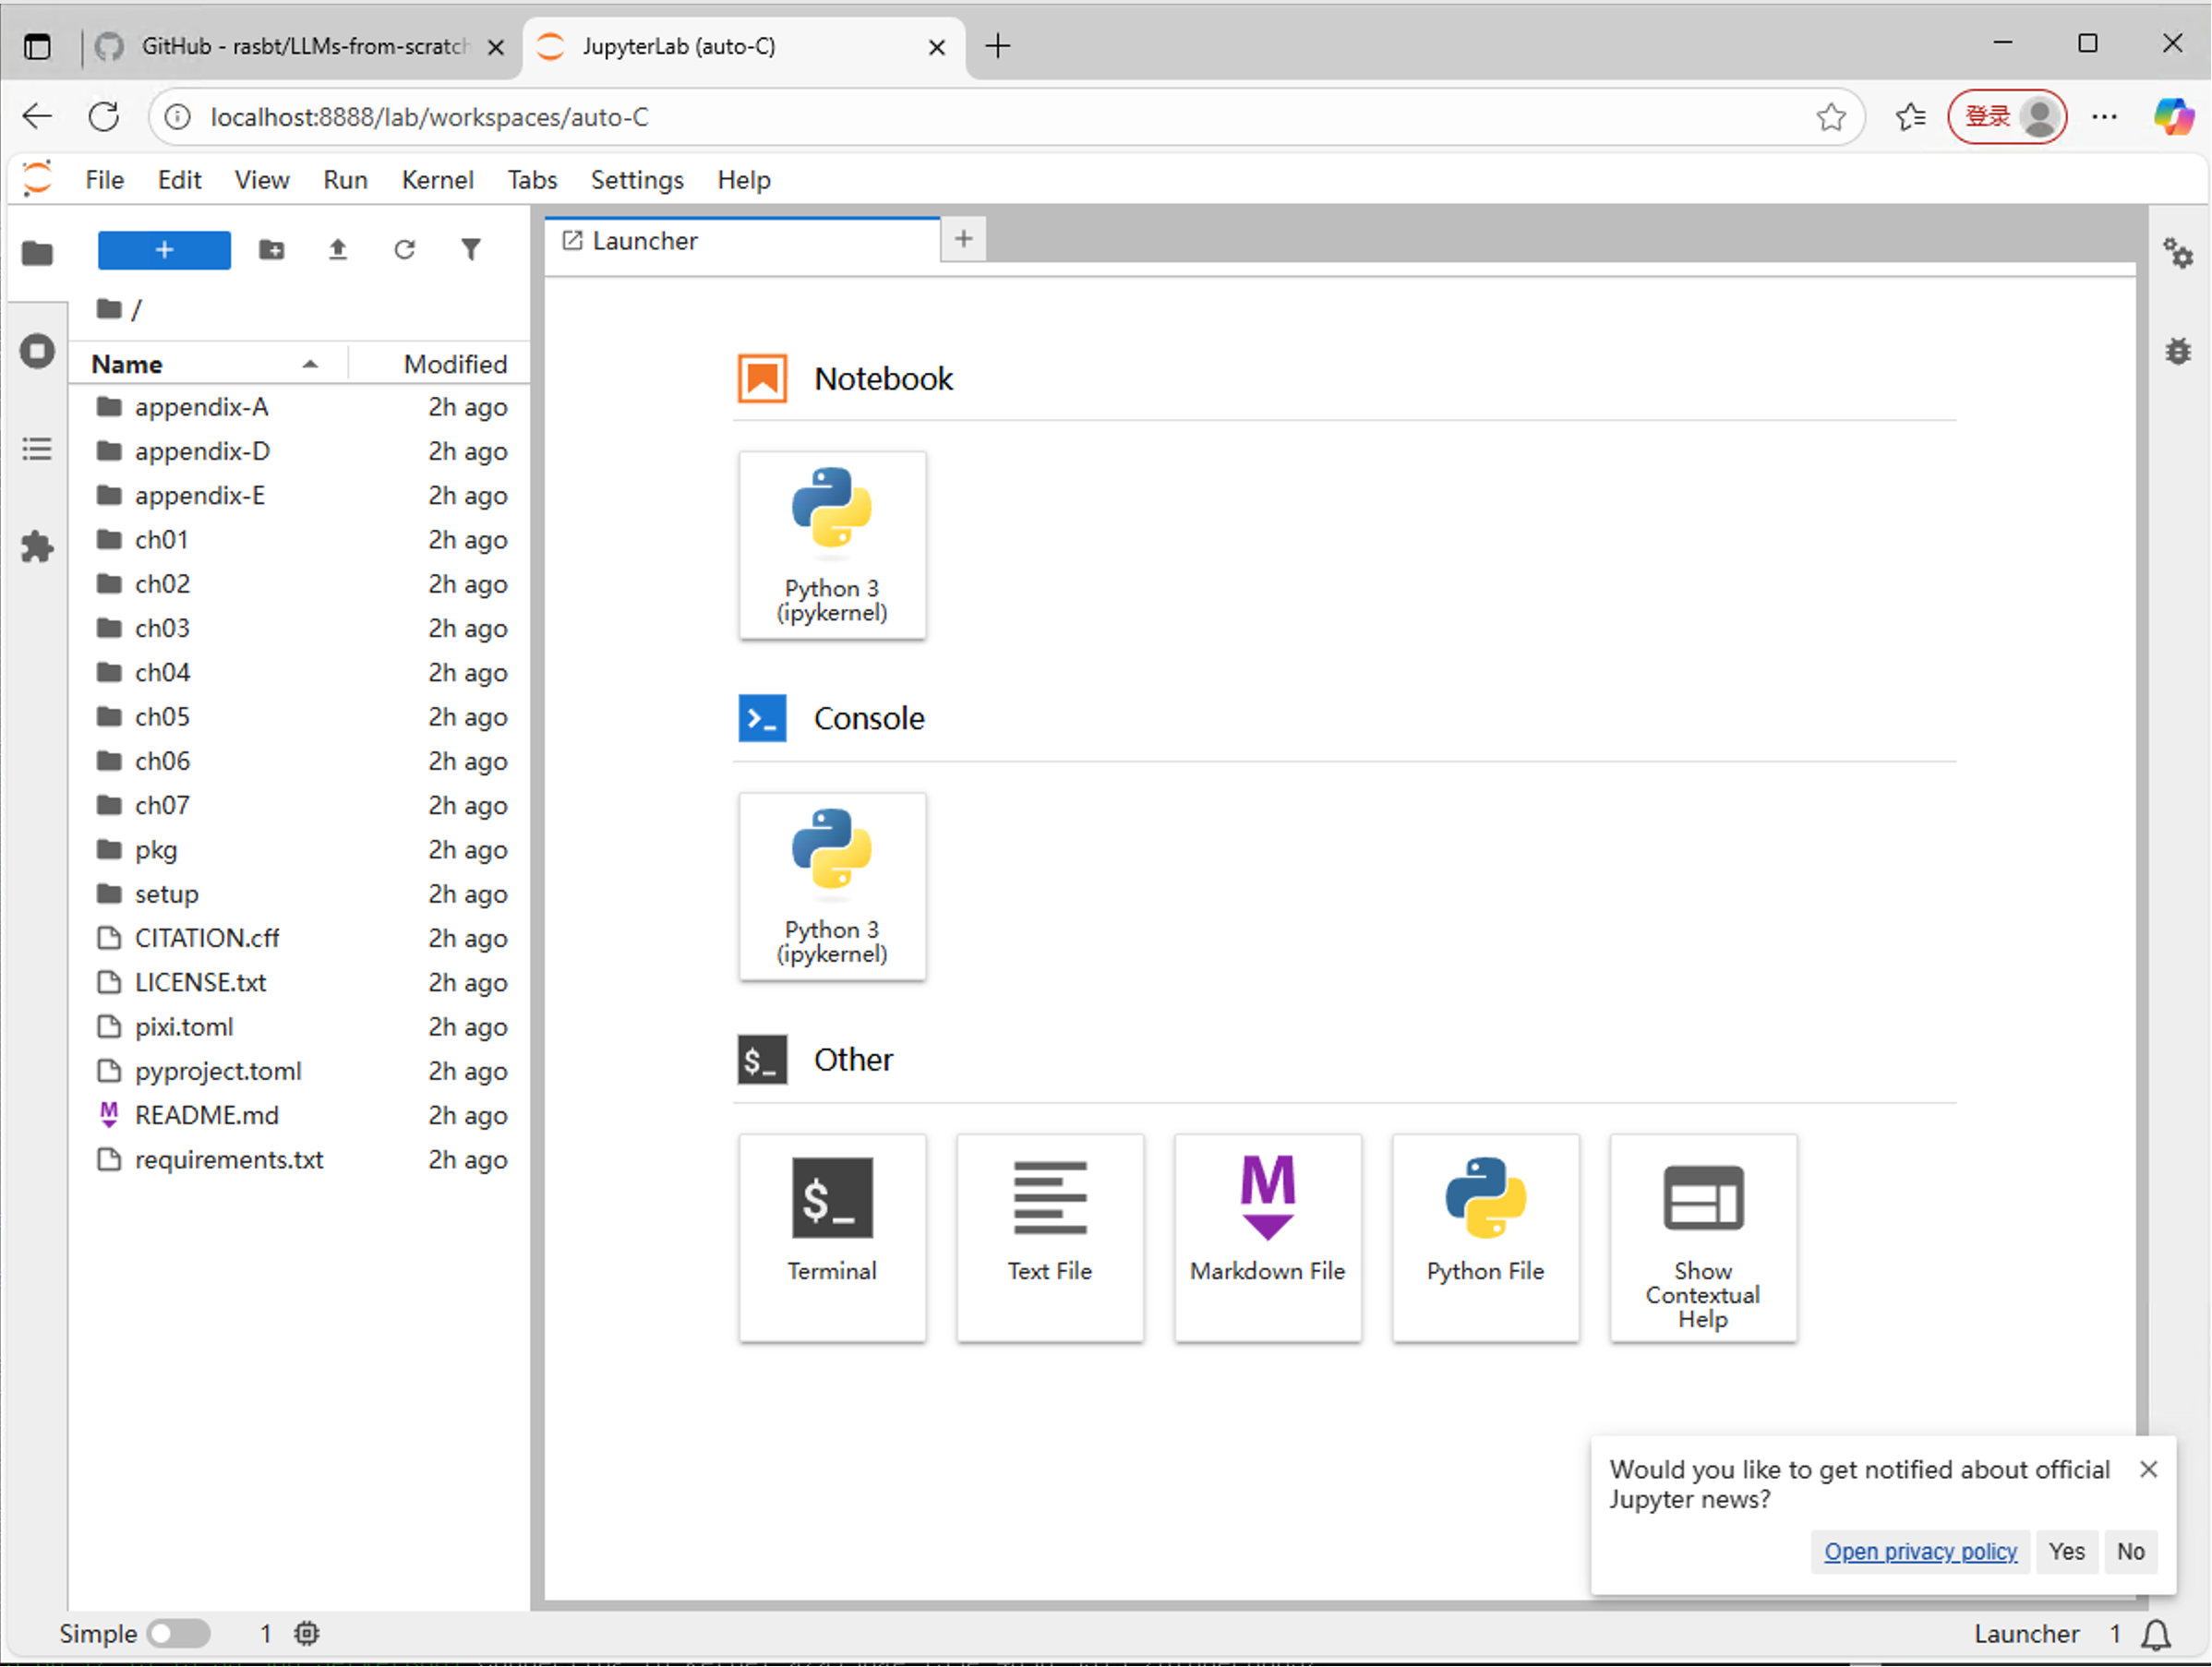 GitHub - rasbt/LLMs-from-scratch
JupyterLab (auto-C)
localhost:8888/lab/workspaces/auto-C
登录
File Edit View Run Kernel Tabs Settings Help
+
/
Name Modified
appendix-A 2h ago
appendix-D 2h ago
appendix-E 2h ago
ch01 2h ago
ch02 2h ago
ch03 2h ago
ch04 2h ago
ch05 2h ago
ch06 2h ago
ch07 2h ago
pkg 2h ago
setup 2h ago
CITATION.cff 2h ago
LICENSE.txt 2h ago
pixi.toml 2h ago
pyproject.toml 2h ago
README.md 2h ago
requirements.txt 2h ago
Launcher
Notebook
Python 3
(ipykernel)
Console
Python 3
(ipykernel)
$_ Other
$_
Terminal
Text File
Markdown File
Python File
Show
Contextual
Help
Would you like to get notified about official
Jupyter news?
Open privacy policy Yes No
Simple 1
Launcher 1